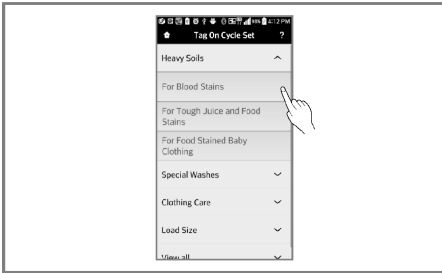 4:12 PM
Tag On Cycle Set
?
Heavy Soils
For Blood Stains
For Tough Juice and Food
Stains
For Food Stained Baby
Clothing
Special Washes
Clothing Care
Load Size
View all